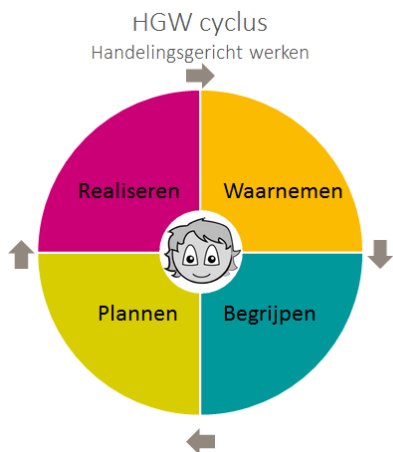 HGW cyclus
Handelingsgericht werken
Realiseren
Waarnemen
Plannen
Begrijpen